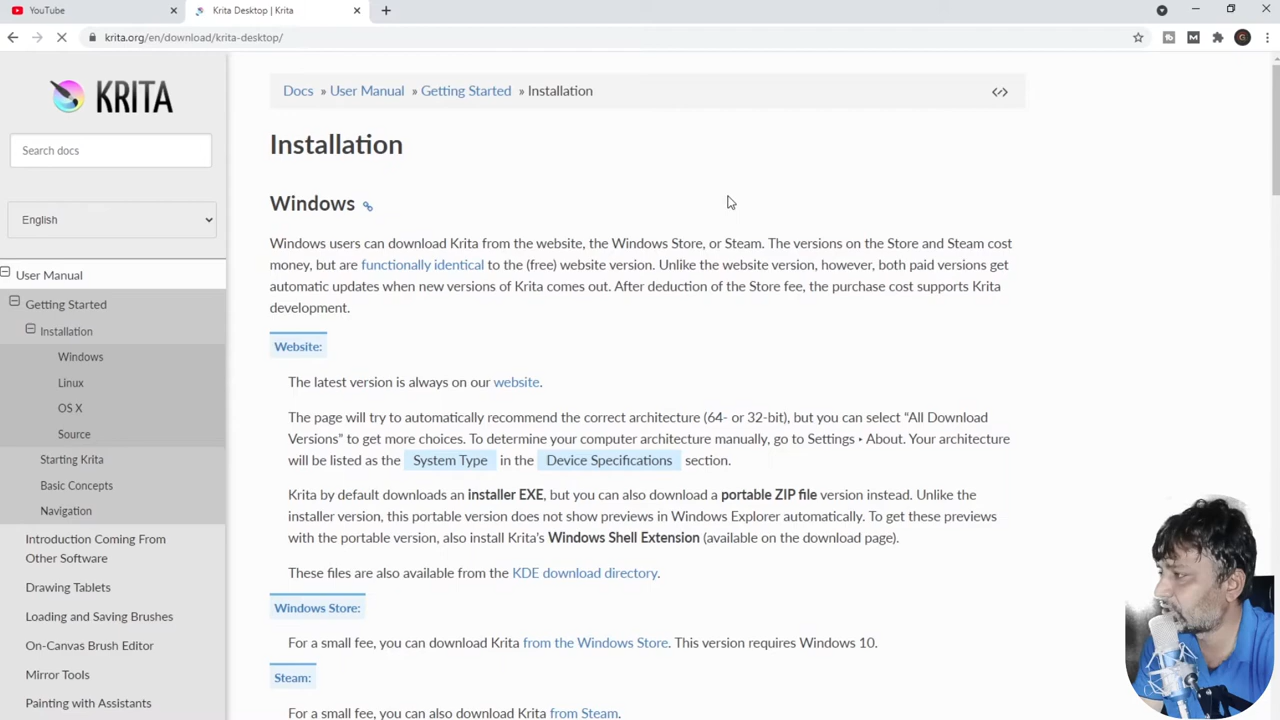 YouTube
Krita Desktop | Krita
krita.org/en/download/krita-desktop/
KRITA
Search docs
English
User Manual
Getting Started
Installation
Windows
Linux
OS X
Source
Starting Krita
Basic Concepts
Navigation
Introduction Coming From
Other Software
Drawing Tablets
Loading and Saving Brushes
On-Canvas Brush Editor
Mirror Tools
Painting with Assistants
Docs » User Manual » Getting Started » Installation
Installation
Windows
Windows users can download Krita from the website, the Windows Store, or Steam. The versions on the Store and Steam cost
money, but are functionally identical to the (free) website version. Unlike the website version, however, both paid versions get
automatic updates when new versions of Krita comes out. After deduction of the Store fee, the purchase cost supports Krita
development.
Website:
The latest version is always on our website.
The page will try to automatically recommend the correct architecture (64- or 32-bit), but you can select “All Download
Versions” to get more choices. To determine your computer architecture manually, go to Settings ‣ About. Your architecture
will be listed as the System Type in the Device Specifications section.
Krita by default downloads an installer EXE, but you can also download a portable ZIP file version instead. Unlike the
installer version, this portable version does not show previews in Windows Explorer automatically. To get these previews
with the portable version, also install Krita's Windows Shell Extension (available on the download page).
These files are also available from the KDE download directory.
Windows Store:
For a small fee, you can download Krita from the Windows Store. This version requires Windows 10.
Steam:
For a small fee, you can also download Krita from Steam.